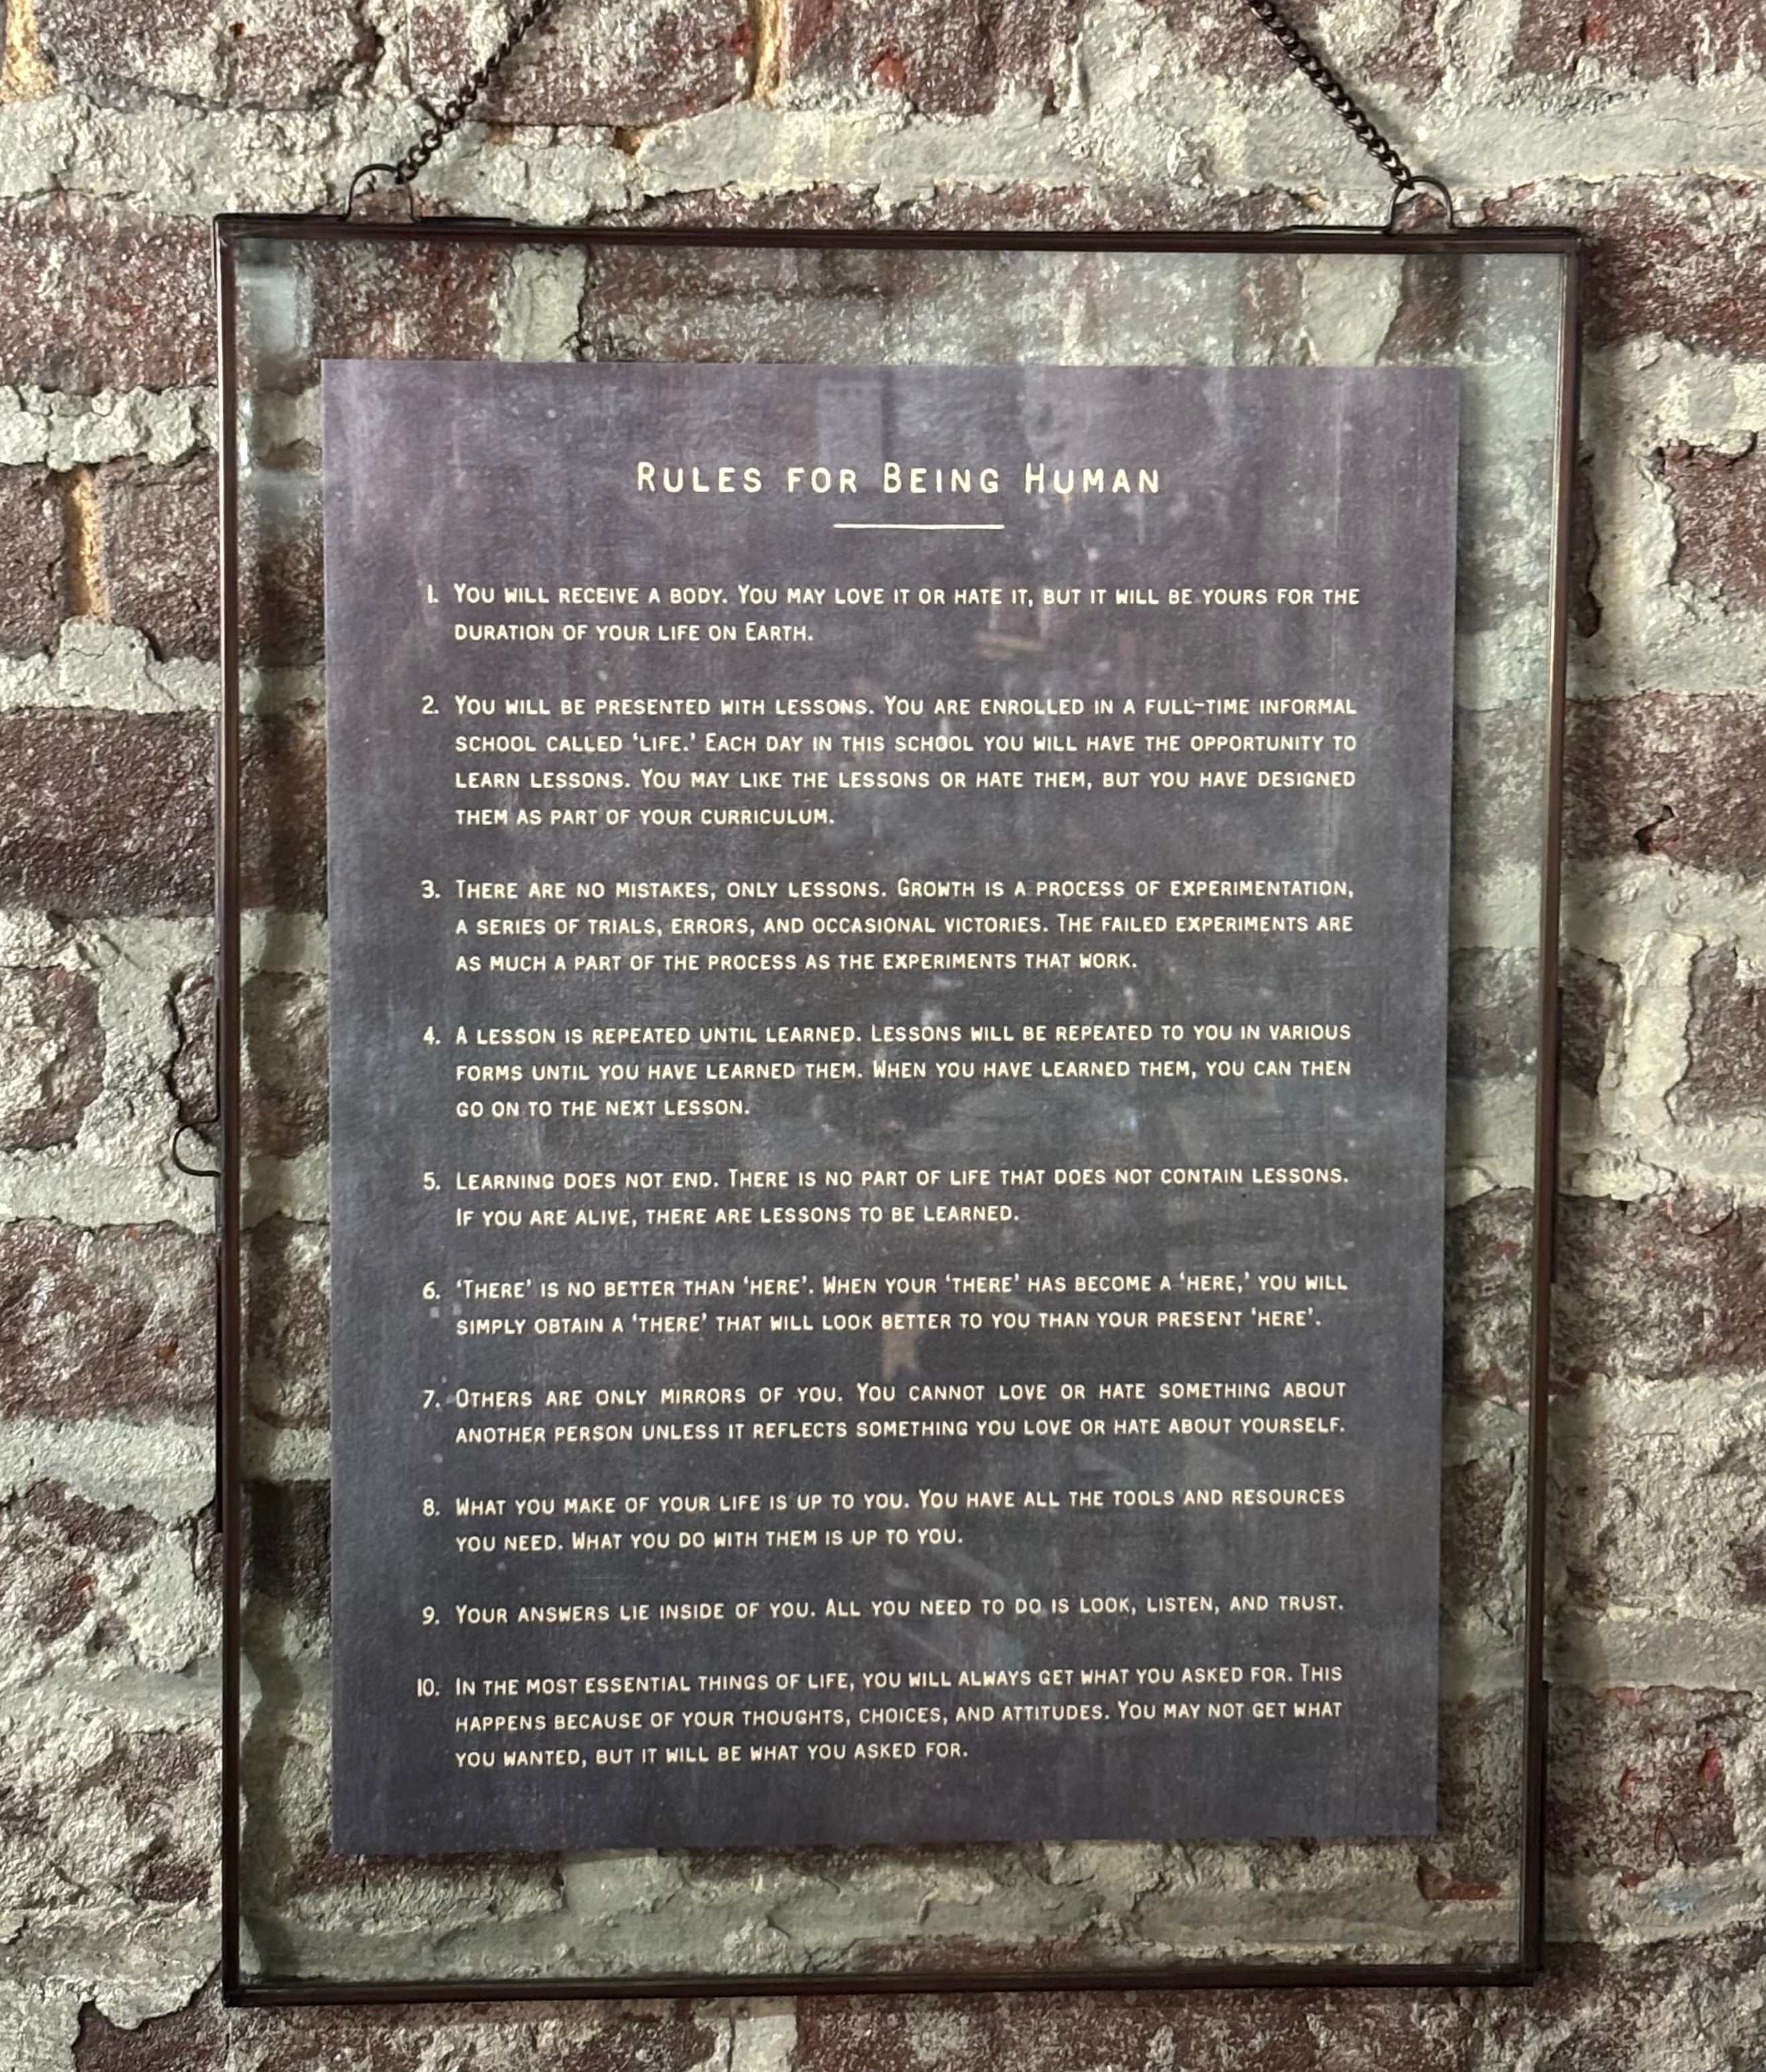 Rules for Being Human
1. You will receive a body. You may love it or hate it, but it will be yours for the
duration of your life on Earth.
2. You will be presented with lessons. You are enrolled in a full-time informal
school called ‘life.’ Each day in this school you will have the opportunity to
learn lessons. You may like the lessons or hate them, but you have designed
them as part of your curriculum.
3. There are no mistakes, only lessons. Growth is a process of experimentation,
a series of trials, errors, and occasional victories. The failed experiments are
as much a part of the process as the experiments that work.
4. A lesson is repeated until learned. Lessons will be repeated to you in various
forms until you have learned them. When you have learned them, you can then
go on to the next lesson.
5. Learning does not end. There is no part of life that does not contain lessons.
If you are alive, there are lessons to be learned.
6. ‘There’ is no better than ‘here’. When your ‘there’ has become a ‘here,’ you will
simply obtain a ‘there’ that will look better to you than your present ‘here’.
7. Others are only mirrors of you. You cannot love or hate something about
another person unless it reflects something you love or hate about yourself.
8. What you make of your life is up to you. You have all the tools and resources
you need. What you do with them is up to you.
9. Your answers lie inside of you. All you need to do is look, listen, and trust.
10. In the most essential things of life, you will always get what you asked for. This
happens because of your thoughts, choices, and attitudes. You may not get what
you wanted, but it will be what you asked for.